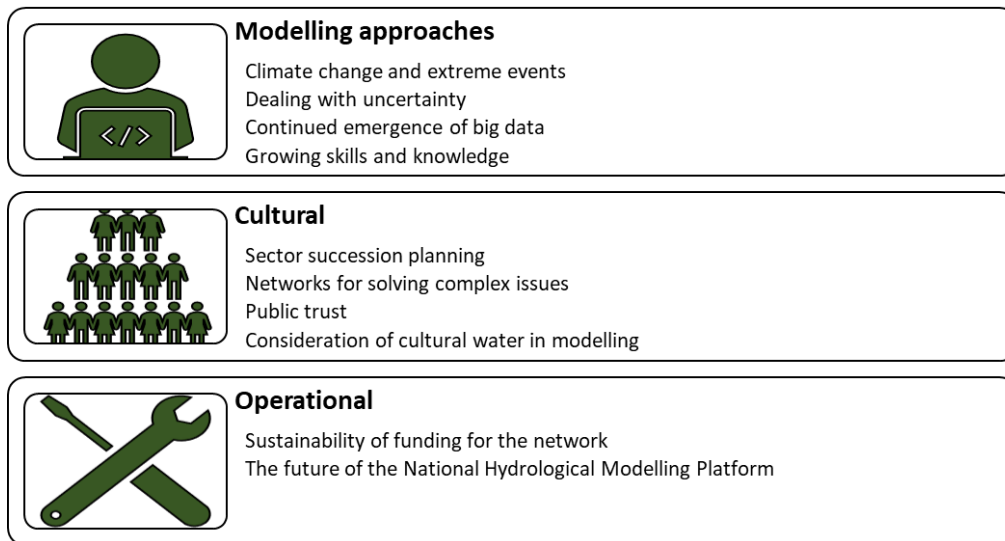 Modelling approaches
Climate change and extreme events
Dealing with uncertainty
Continued emergence of big data
Growing skills and knowledge
</>
Cultural
Sector succession planning
Networks for solving complex issues
Public trust
Consideration of cultural water in modelling
Operational
Sustainability of funding for the network
The future of the National Hydrological Modelling Platform